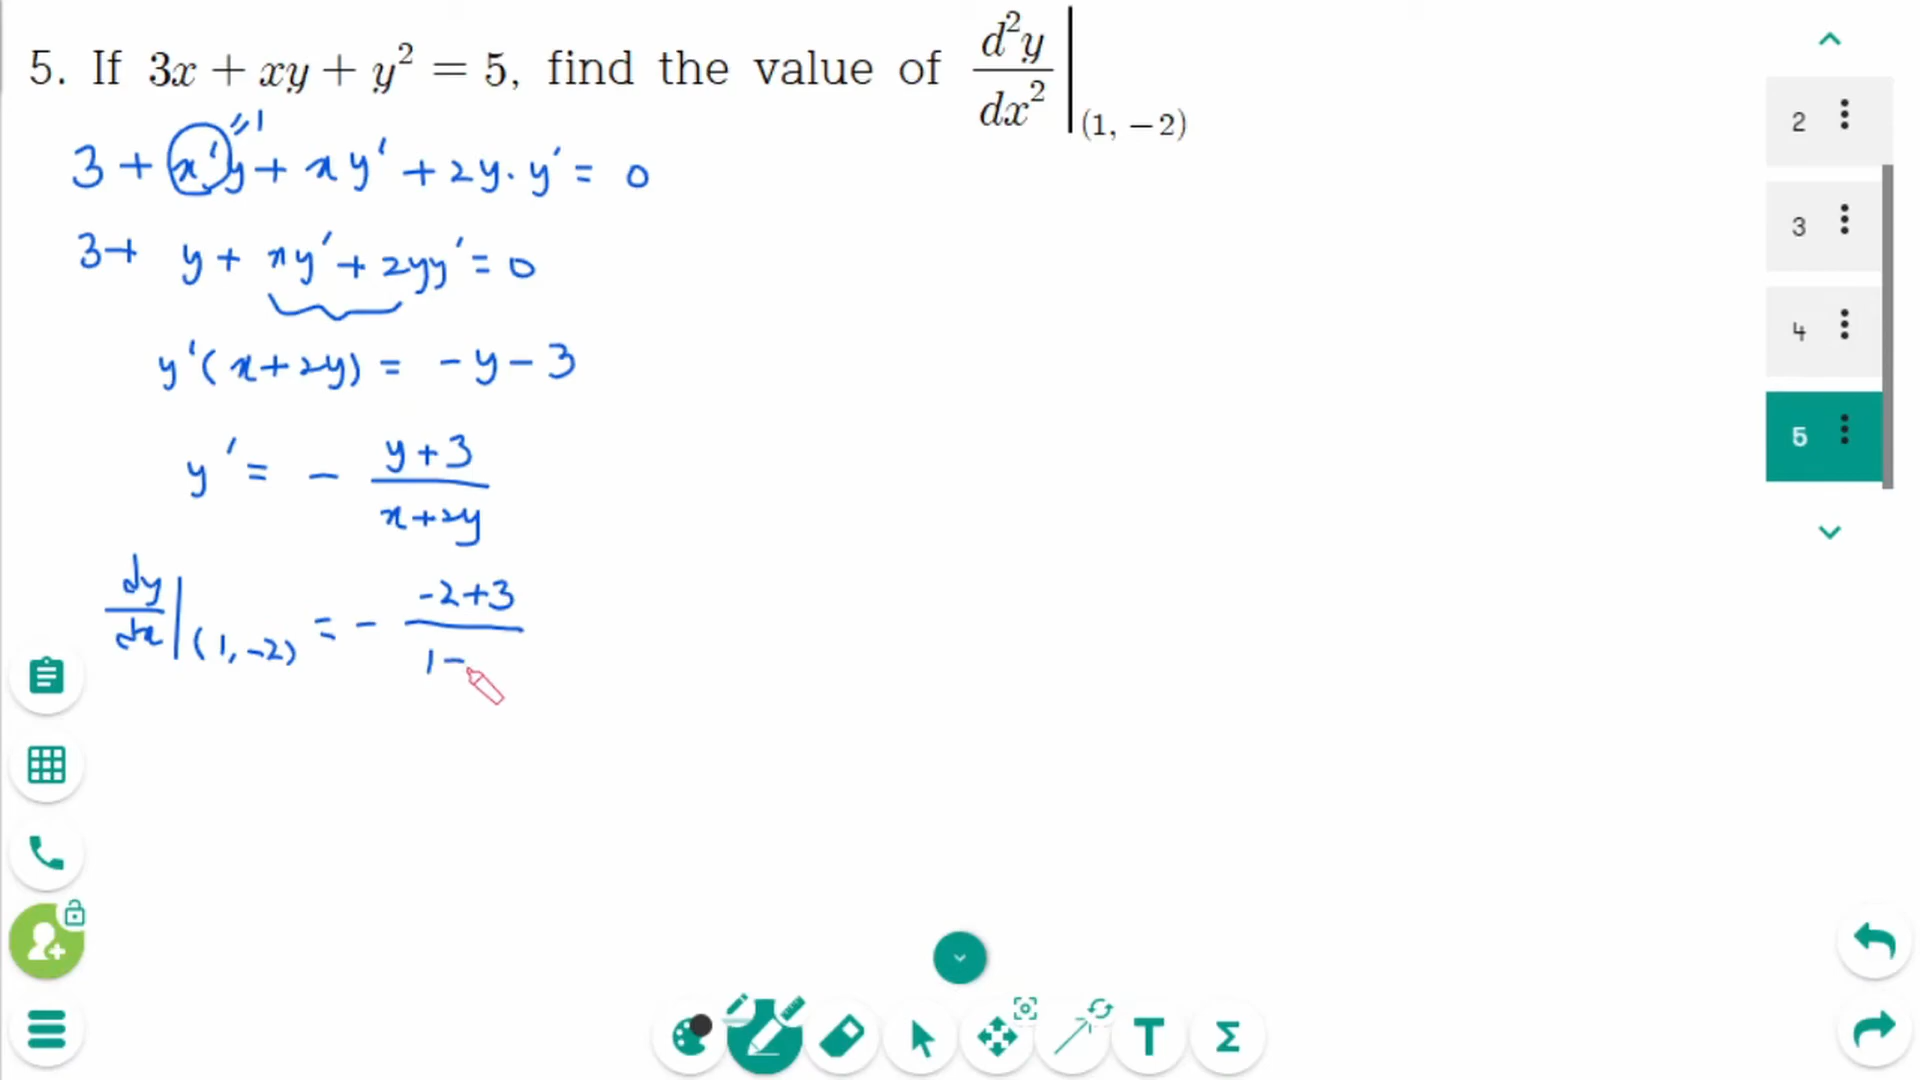 5. If 3x + xy + y² = 5, find the value of d²y/dx² |(1, −2)
3 + x'y + xy' + 2y · y' = 0
=1
3 + y + xy' + 2yy' = 0
y'(x+2y) = -y-3
y' = - (y+3)/(x+2y)
dy/dx |(1, -2) = - (-2+3)/(1-
2
3
4
5
T
Σ